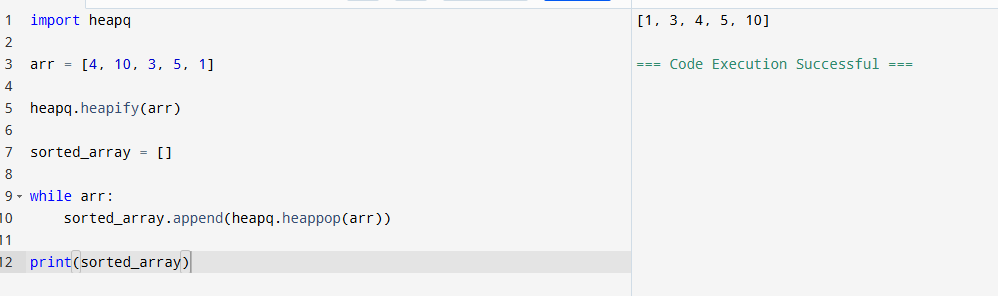 1 import heapq
2
3 arr = [4, 10, 3, 5, 1]
4
5 heapq.heapify(arr)
6
7 sorted_array = []
8
9 while arr:
10     sorted_array.append(heapq.heappop(arr))
11
12 print(sorted_array)
[1, 3, 4, 5, 10]
=== Code Execution Successful ===